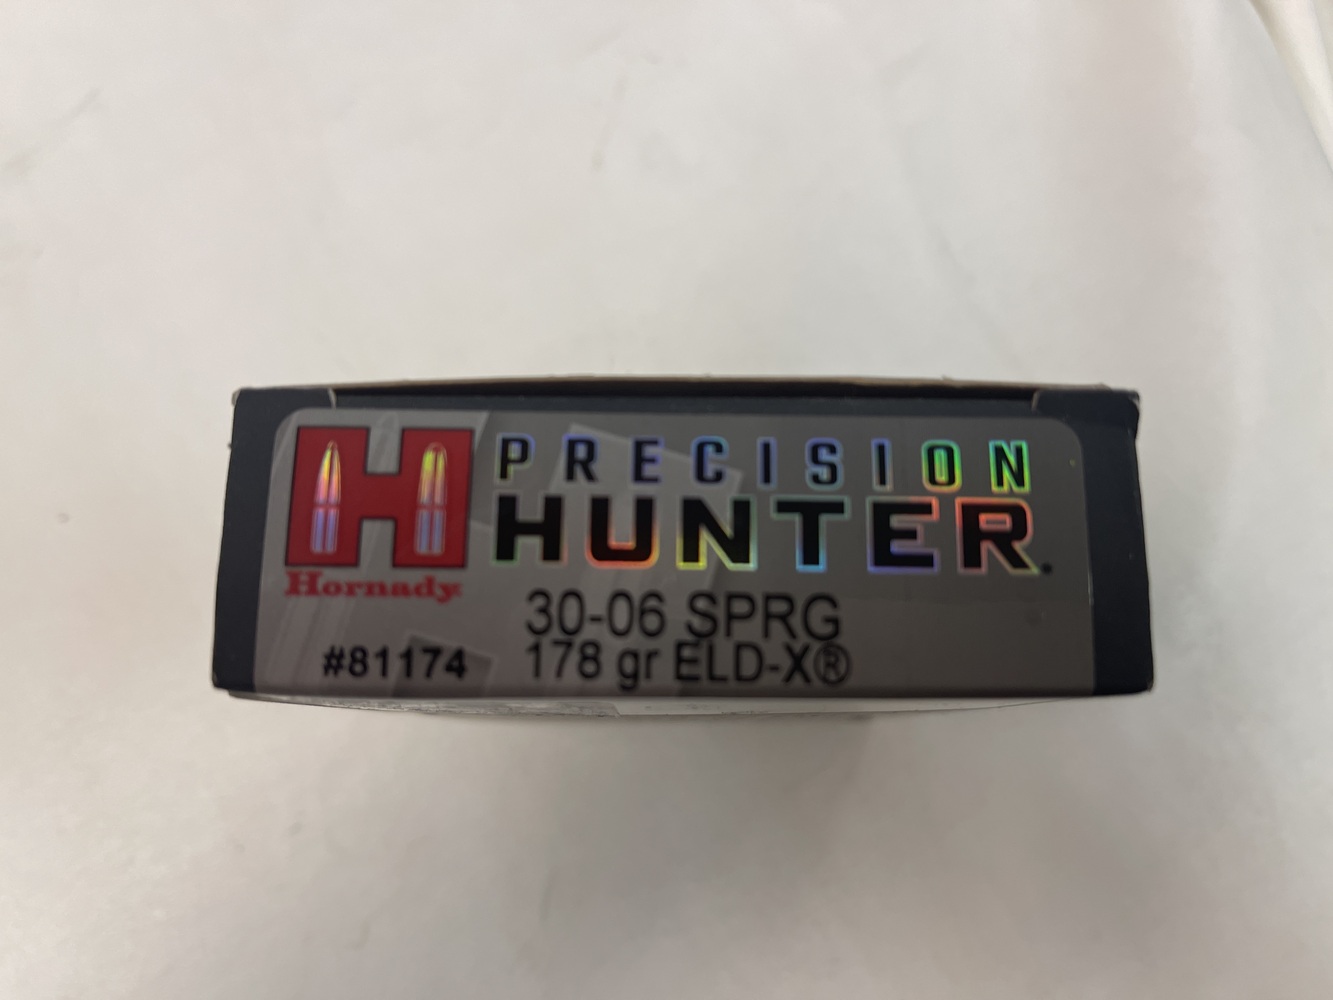 PRECISION
HUNTER.
Hornady
30-06 SPRG
#81174 178 gr ELD-X®